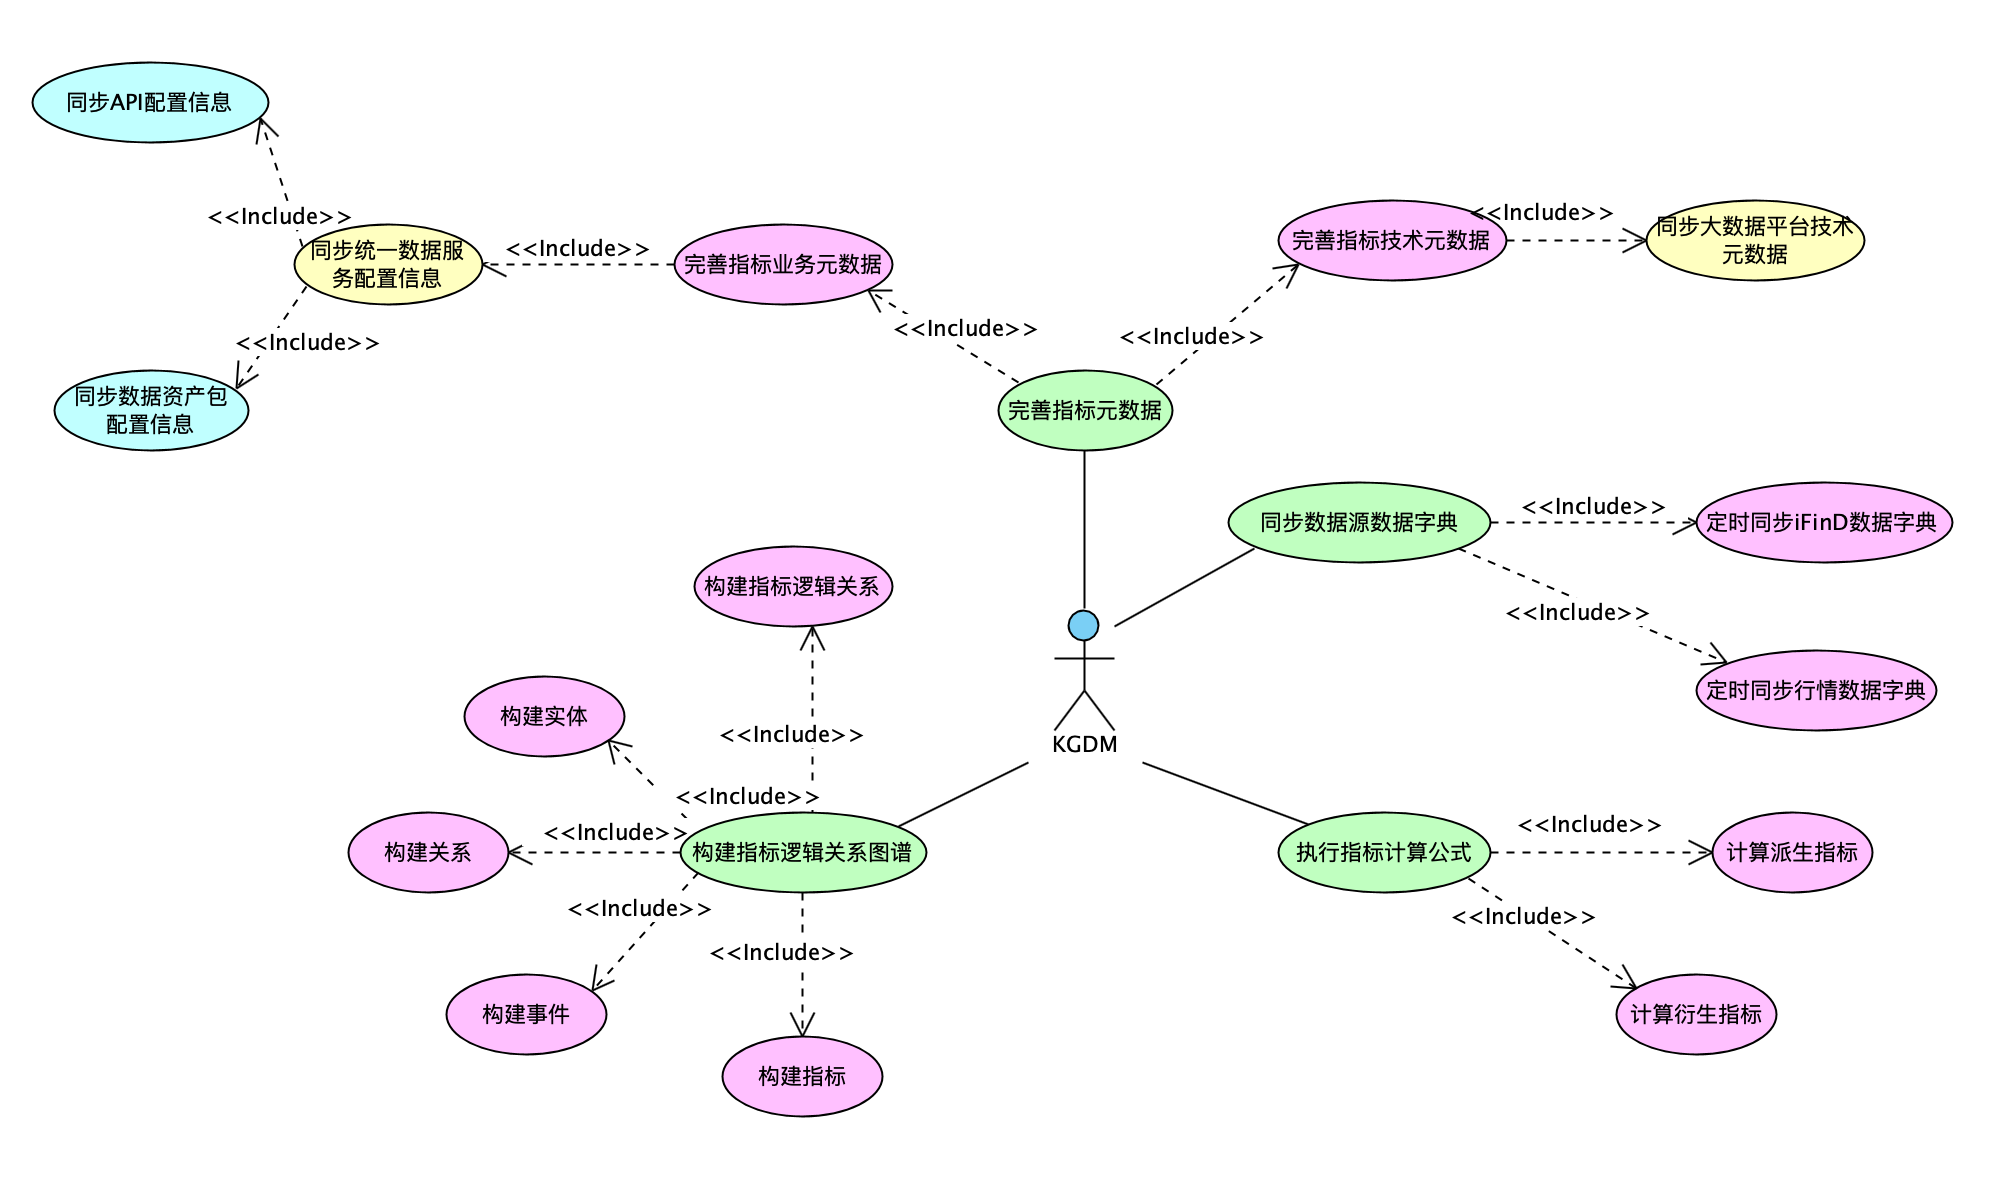 同步API配置信息
<<Include>>
同步统一数据服
务配置信息
<<Include>>
同步数据资产包
配置信息
<<Include>>
完善指标业务元数据
<<Include>>
完善指标技术元数据
<<Include>>
同步大数据平台技术
元数据
<<Include>>
完善指标元数据
同步数据源数据字典
<<Include>>
定时同步iFinD数据字典
<<Include>>
定时同步行情数据字典
KGDM
构建指标逻辑关系
<<Include>>
构建实体
<<Include>>
构建关系
<<Include>>
构建指标逻辑关系图谱
<<Include>>
构建事件
<<Include>>
构建指标
执行指标计算公式
<<Include>>
计算派生指标
<<Include>>
计算衍生指标